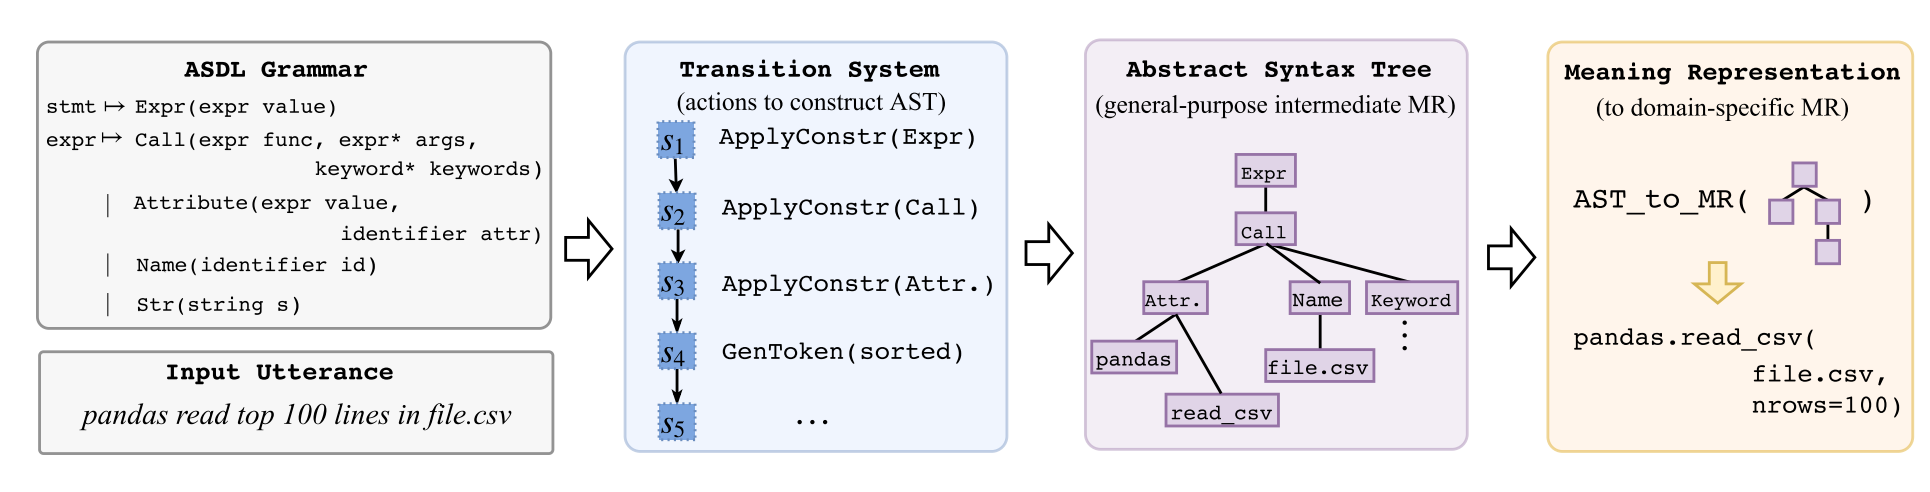 ASDL Grammar
stmt ↦ Expr(expr value)
expr ↦ Call(expr func, expr* args,
keyword* keywords)
| Attribute(expr value,
identifier attr)
| Name(identifier id)
| Str(string s)
Input Utterance
pandas read top 100 lines in file.csv
Transition System
(actions to construct AST)
s1 ApplyConstr(Expr)
s2 ApplyConstr(Call)
s3 ApplyConstr(Attr.)
s4 GenToken(sorted)
s5 ...
Abstract Syntax Tree
(general-purpose intermediate MR)
Expr
Call
Attr. Name Keyword
pandas file.csv
read_csv
Meaning Representation
(to domain-specific MR)
AST_to_MR( )
pandas.read_csv(
file.csv,
nrows=100)